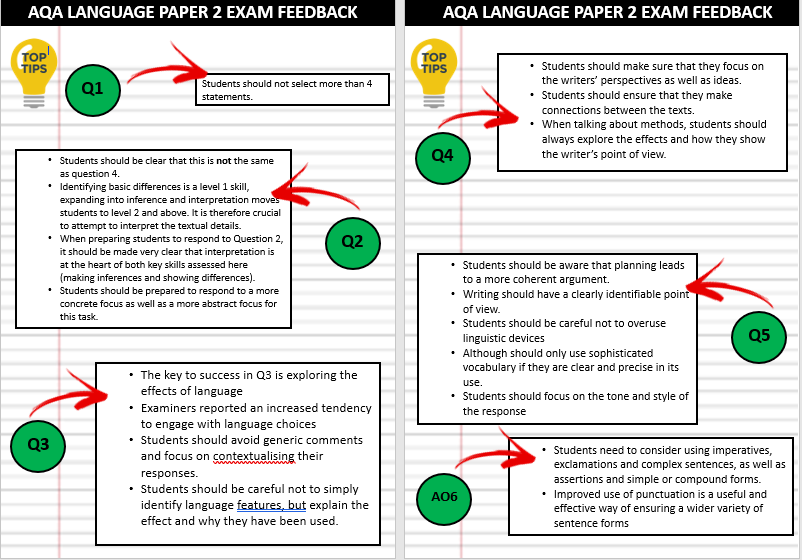 AQA LANGUAGE PAPER 2 EXAM FEEDBACK
TOP
TIPS
Q1
Students should not select more than 4
statements.
• Students should be clear that this is not the same
as question 4.
• Identifying basic differences is a level 1 skill,
expanding into inference and interpretation moves
students to level 2 and above. It is therefore crucial
to attempt to interpret the textual details.
• When preparing students to respond to Question 2,
it should be made very clear that interpretation is
at the heart of both key skills assessed here
(making inferences and showing differences).
• Students should be prepared to respond to a more
concrete focus as well as a more abstract focus for
this task.
Q2
• The key to success in Q3 is exploring the
effects of language
• Examiners reported an increased tendency
to engage with language choices
• Students should avoid generic comments
and focus on contextualising their
responses.
• Students should be careful not to simply
identify language features, but explain the
effect and why they have been used.
Q3
AQA LANGUAGE PAPER 2 EXAM FEEDBACK
TOP
TIPS
• Students should make sure that they focus on
the writers’ perspectives as well as ideas.
• Students should ensure that they make
connections between the texts.
• When talking about methods, students should
always explore the effects and how they show
the writer’s point of view.
Q4
• Students should be aware that planning leads
to a more coherent argument.
• Writing should have a clearly identifiable point
of view.
• Students should be careful not to overuse
linguistic devices
• Although should only use sophisticated
vocabulary if they are clear and precise in its
use.
• Students should focus on the tone and style of
the response
Q5
• Students need to consider using imperatives,
exclamations and complex sentences, as well as
assertions and simple or compound forms.
• Improved use of punctuation is a useful and
effective way of ensuring a wider variety of
sentence forms
AO6